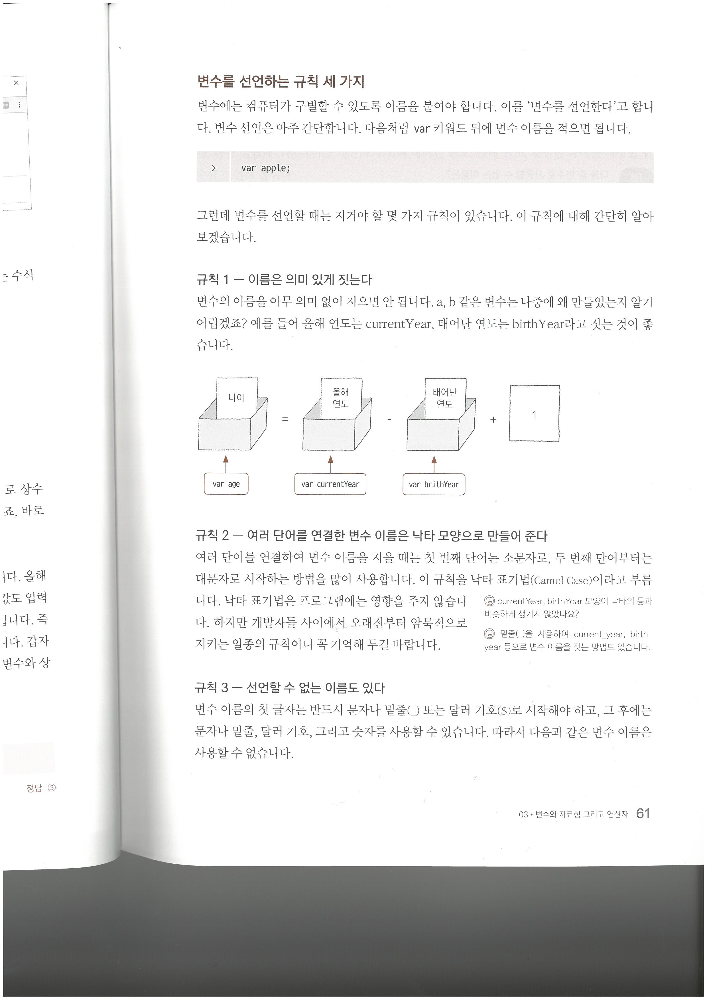 는 수식
로 상수
죠. 바로
다. 올해
값도 입력
입니다. 즉
니다. 갑자
변수와 상
정답 ③
변수를 선언하는 규칙 세 가지
변수에는 컴퓨터가 구별할 수 있도록 이름을 붙여야 합니다. 이를 ‘변수를 선언한다’고 합니
다. 변수 선언은 아주 간단합니다. 다음처럼 var 키워드 뒤에 변수 이름을 적으면 됩니다.
> var apple;
그런데 변수를 선언할 때는 지켜야 할 몇 가지 규칙이 있습니다. 이 규칙에 대해 간단히 알아
보겠습니다.
규칙 1 — 이름은 의미 있게 짓는다
변수의 이름을 아무 의미 없이 지으면 안 됩니다. a, b 같은 변수는 나중에 왜 만들었는지 알기
어렵겠죠? 예를 들어 올해 연도는 currentYear, 태어난 연도는 birthYear라고 짓는 것이 좋
습니다.
나이
=
올해
연도
-
태어난
연도
+
1
var age
var currentYear
var brithYear
규칙 2 — 여러 단어를 연결한 변수 이름은 낙타 모양으로 만들어 준다
여러 단어를 연결하여 변수 이름을 지을 때는 첫 번째 단어는 소문자로, 두 번째 단어부터는
대문자로 시작하는 방법을 많이 사용합니다. 이 규칙을 낙타 표기법(Camel Case)이라고 부릅
니다. 낙타 표기법은 프로그램에는 영향을 주지 않습니
다. 하지만 개발자들 사이에서 오래전부터 암묵적으로
지키는 일종의 규칙이니 꼭 기억해 두길 바랍니다.
currentYear, birthYear 모양이 낙타의 등과
비슷하게 생기지 않았나요?
밑줄(_)을 사용하여 current_year, birth_
year 등으로 변수 이름을 짓는 방법도 있습니다.
규칙 3 — 선언할 수 없는 이름도 있다
변수 이름의 첫 글자는 반드시 문자나 밑줄(_) 또는 달러 기호($)로 시작해야 하고, 그 후에는
문자나 밑줄, 달러 기호, 그리고 숫자를 사용할 수 있습니다. 따라서 다음과 같은 변수 이름은
사용할 수 없습니다.
03 • 변수와 자료형 그리고 연산자 61